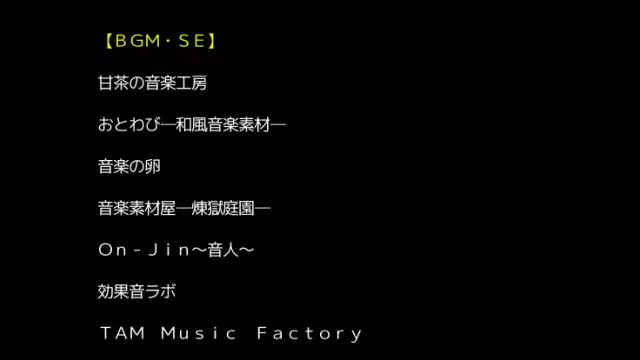 【ＢＧＭ・ＳＥ】
甘茶の音楽工房
おとわび―和風音楽素材―
音楽の卵
音楽素材屋―煉獄庭園―
Ｏｎ－Ｊｉｎ～音人～
効果音ラボ
ＴＡＭ　Ｍｕｓｉｃ　Ｆａｃｔｏｒｙ